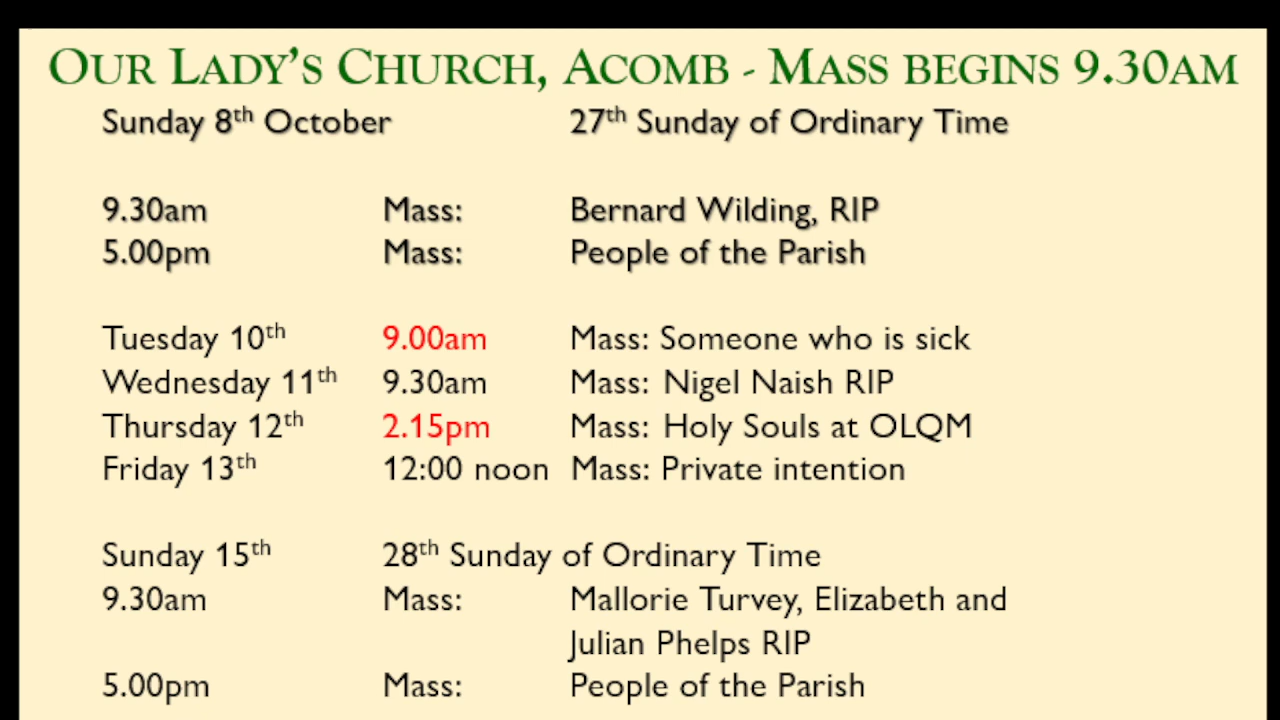 OUR LADY'S CHURCH, ACOMB - MASS BEGINS 9.30AM
Sunday 8th October 27th Sunday of Ordinary Time
9.30am Mass: Bernard Wilding, RIP
5.00pm Mass: People of the Parish
Tuesday 10th 9.00am Mass: Someone who is sick
Wednesday 11th 9.30am Mass: Nigel Naish RIP
Thursday 12th 2.15pm Mass: Holy Souls at OLQM
Friday 13th 12:00 noon Mass: Private intention
Sunday 15th 28th Sunday of Ordinary Time
9.30am Mass: Mallorie Turvey, Elizabeth and
Julian Phelps RIP
5.00pm Mass: People of the Parish